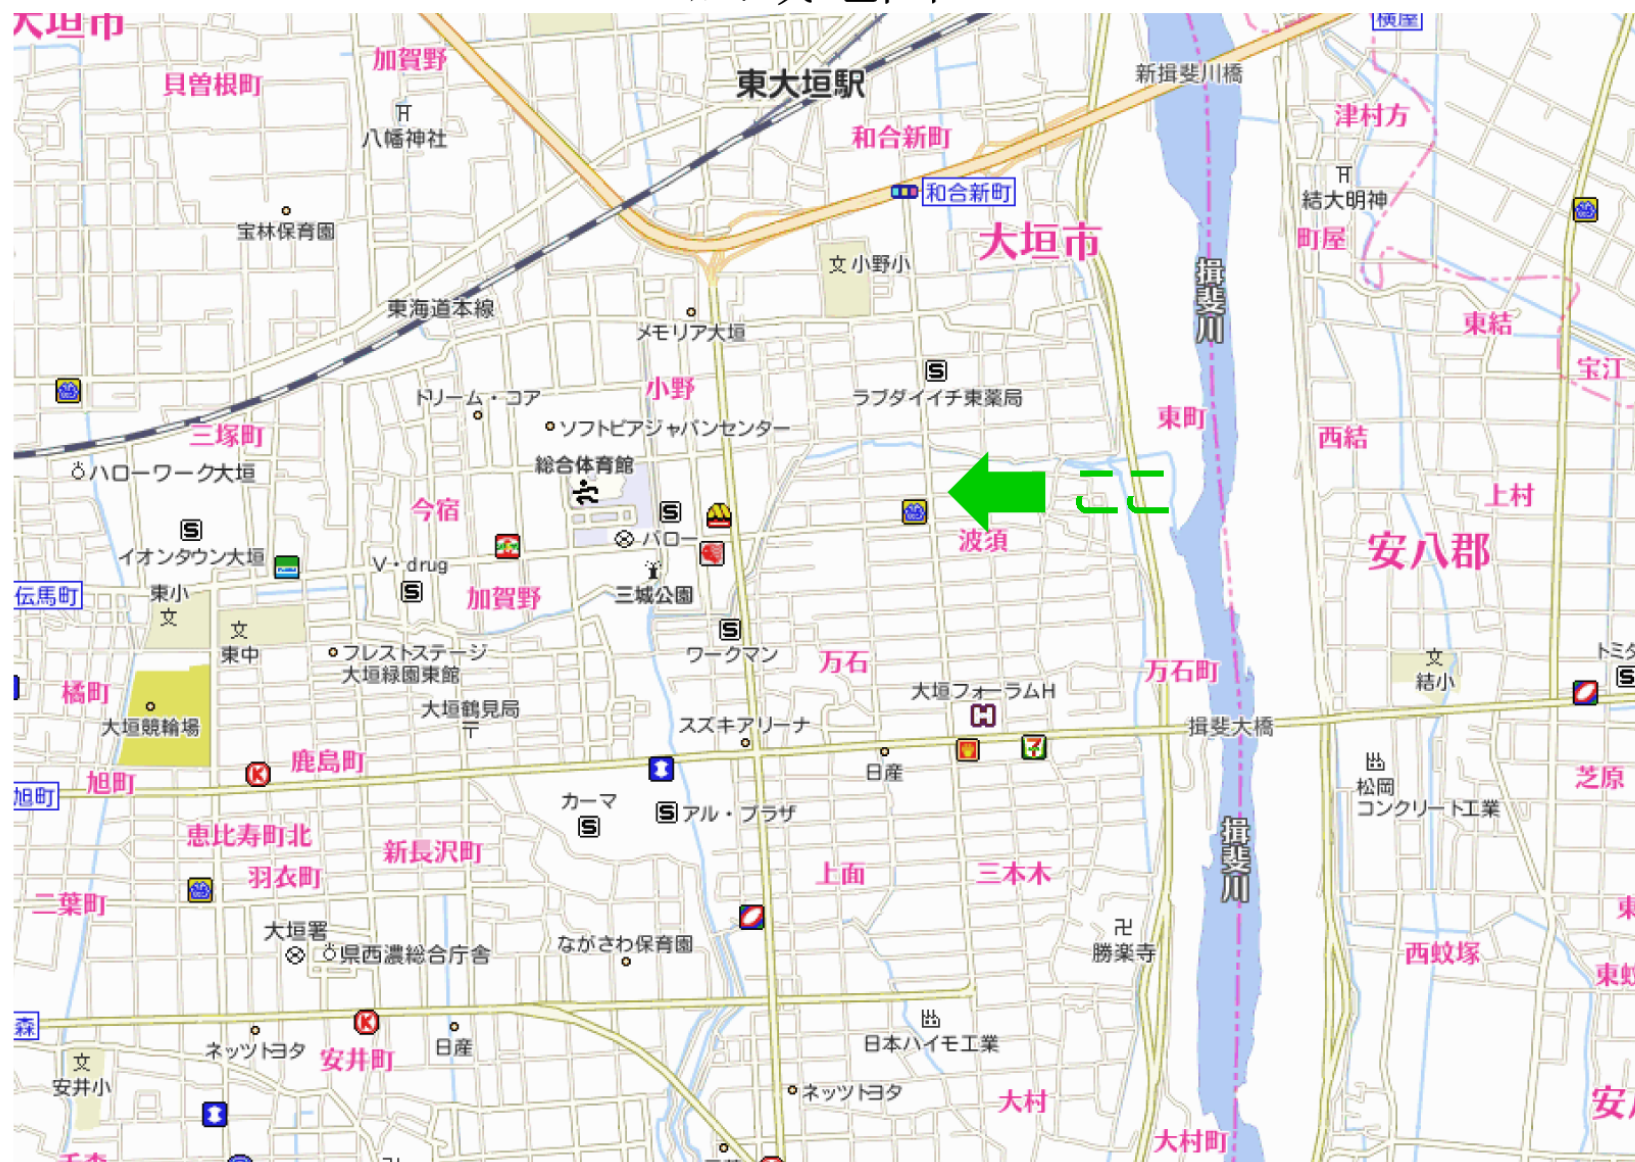 大垣市
貝曽根町
加賀野
八幡神社
東大垣駅
和合新町
新揖斐川橋
横屋
津村方
結大明神
町屋
宝林保育園
和合新町
大垣市
小野小
揖斐川
東海道本線
メモリア大垣
東結
宝江
小野
ドリーム・コア
ソフトピアジャパンセンター
ラブダイイチ東薬局
東町
西結
三塚町
ハローワーク大垣
総合体育館
今宿
上村
イオンタウン大垣
バロー
波須
安八郡
V・drug
伝馬町
東小
文
加賀野
三城公園
文
東中
フレストステージ
大垣緑園東館
ワークマン
万石
万石町
文
結小
トミダ
橘町
大垣競輪場
大垣鶴見局
大垣フォーラムH
スズキアリーナ
揖斐大橋
鹿島町
日産
旭町
旭町
松岡
コンクリート工業
芝原
カーマ
アル・プラザ
恵比寿町北
新長沢町
羽衣町
上面
三本木
揖斐川
二葉町
大垣署
県西濃総合庁舎
ながさわ保育園
勝楽寺
西蚊塚
東蚊
森
ネッツトヨタ
安井町
日産
日本ハイモ工業
文
安井小
ネッツトヨタ
大村
大村町
安八